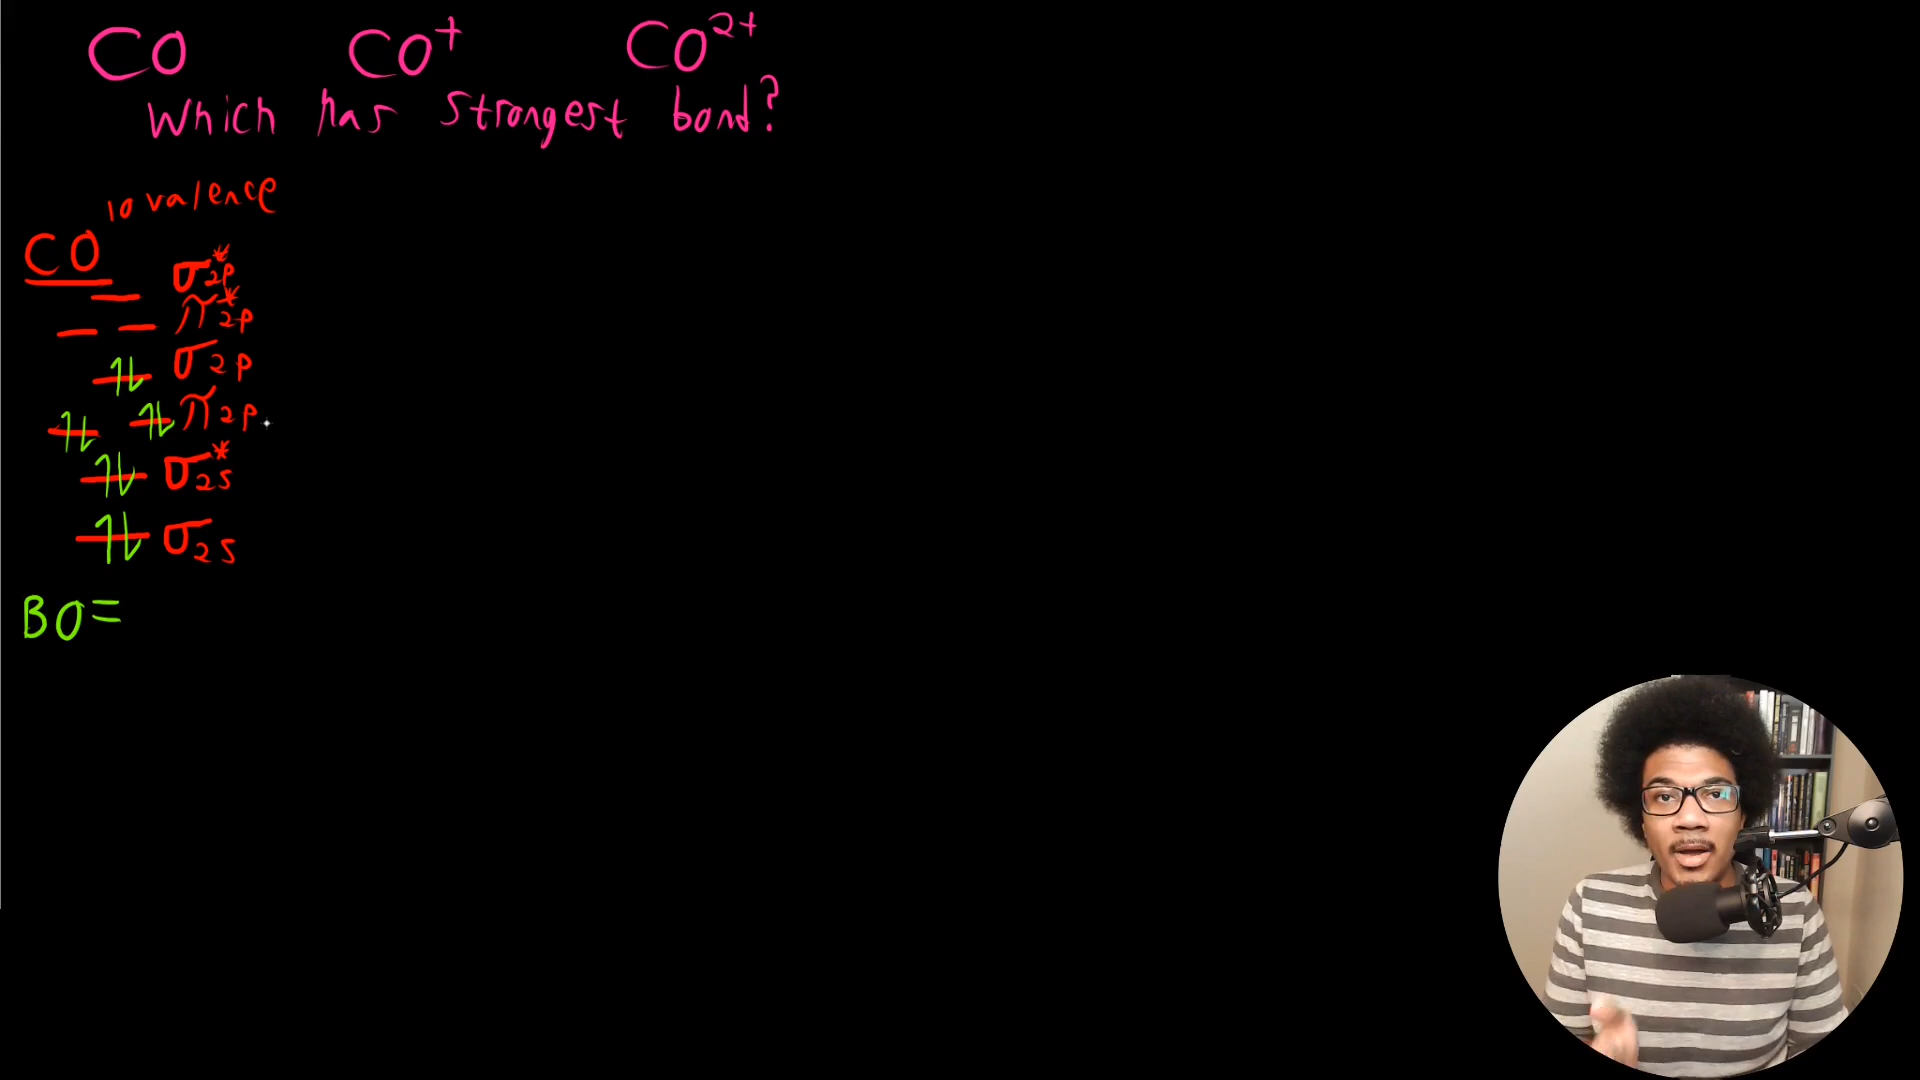 CO CO⁺ CO²⁺
Which has strongest bond?
10 valence
CO
σ*2p
π*2p
σ2p
π2p
σ*2s
σ2s
BO=